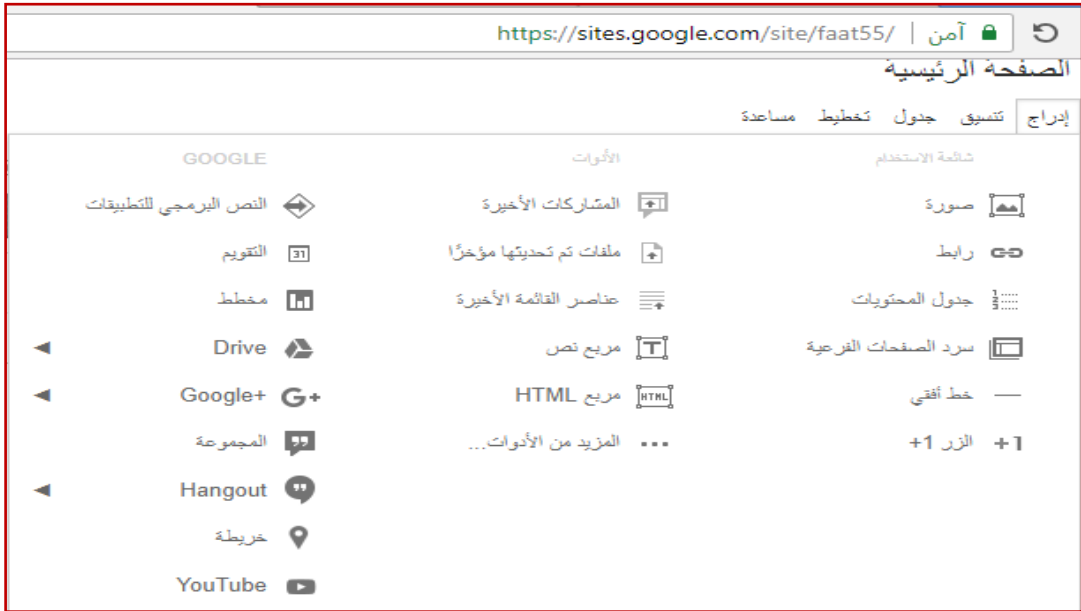 آمن | https://sites.google.com/site/faat55/
الصفحة الرئيسية
إدراج تنسيق جدول تخطيط مساعدة
شائعة الاستخدام
صورة
رابط
جدول المحتويات
سرد الصفحات الفرعية
خط أفقي
الزر 1+
الأدوات
المشاركات الأخيرة
ملفات تم تحديثها مؤخرًا
عناصر القائمة الأخيرة
مربع نص
مربع HTML
المزيد من الأدوات...
GOOGLE
النص البرمجي للتطبيقات
التقويم
مخطط
Drive
Google+
المجموعة
Hangout
خريطة
YouTube